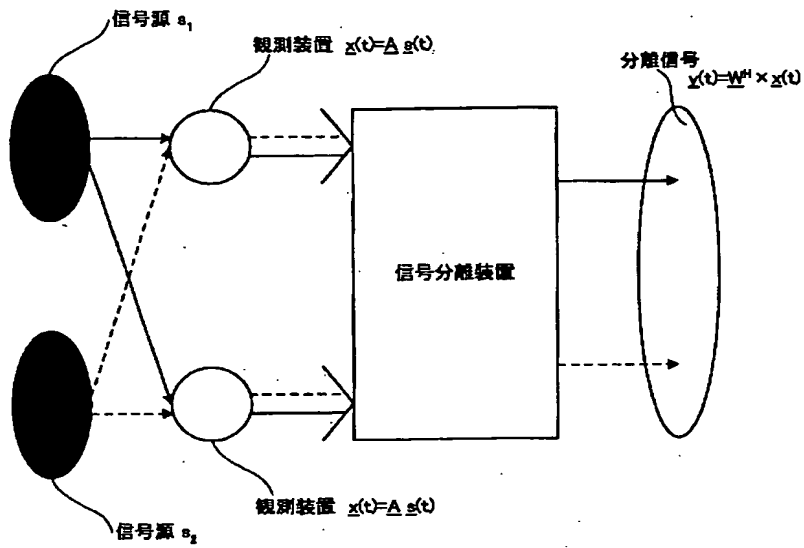 信号源 s₁
観測装置 x(t)=A s(t)
分離信号
y(t)=Wᴴ × x(t)
信号分離装置
観測装置 x(t)=A s(t)
信号源 s₂